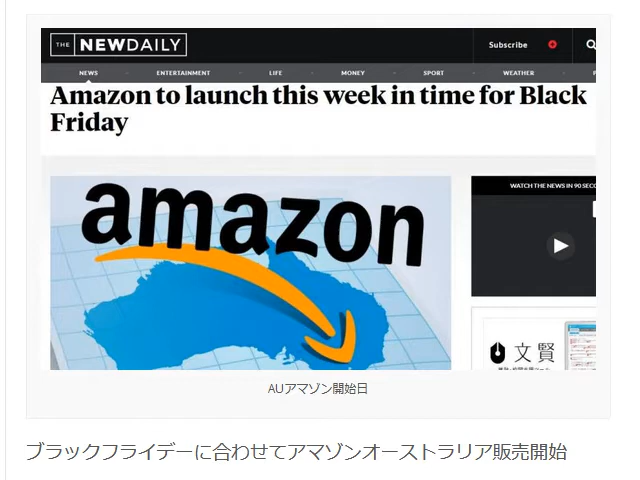 THE NEWDAILY
Subscribe
NEWS ENTERTAINMENT LIFE MONEY SPORT WEATHER
Amazon to launch this week in time for Black
Friday
amazon
WATCH THE NEWS IN 90 SEC
文賢
AUアマゾン開始日
ブラックフライデーに合わせてアマゾンオーストラリア販売開始